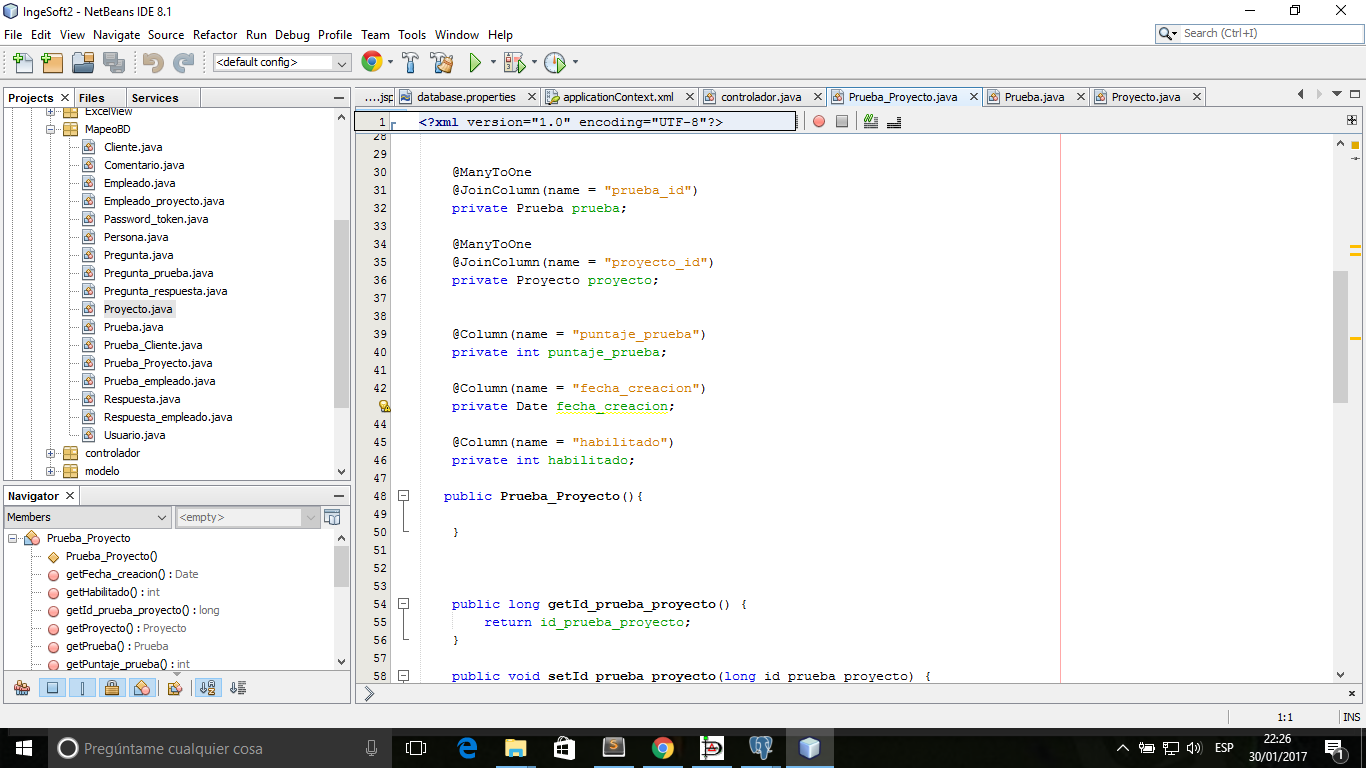 IngeSoft2 - NetBeans IDE 8.1
File Edit View Navigate Source Refactor Run Debug Profile Team Tools Window Help
Search (Ctrl+I)
<default config>
Projects Files Services
ExcelView
MapeoBD
Cliente.java
Comentario.java
Empleado.java
Empleado_proyecto.java
Password_token.java
Persona.java
Pregunta.java
Pregunta_prueba.java
Pregunta_respuesta.java
Proyecto.java
Prueba.java
Prueba_Cliente.java
Prueba_Proyecto.java
Prueba_empleado.java
Respuesta.java
Respuesta_empleado.java
Usuario.java
controlador
modelo
Navigator
Members <empty>
Prueba_Proyecto
Prueba_Proyecto()
getFecha_creacion() : Date
getHabilitado() : int
getId_prueba_proyecto() : long
getProyecto() : Proyecto
getPrueba() : Prueba
getPuntaje_prueba() : int
....jsp database.properties applicationContext.xml controlador.java Prueba_Proyecto.java Prueba.java Proyecto.java
1 <?xml version="1.0" encoding="UTF-8"?>
28
29
30 @ManyToOne
31 @JoinColumn(name = "prueba_id")
32 private Prueba prueba;
33
34 @ManyToOne
35 @JoinColumn(name = "proyecto_id")
36 private Proyecto proyecto;
37
38
39 @Column(name = "puntaje_prueba")
40 private int puntaje_prueba;
41
42 @Column(name = "fecha_creacion")
private Date fecha_creacion;
44
45 @Column(name = "habilitado")
46 private int habilitado;
47
48 public Prueba_Proyecto(){
49
50 }
51
52
53
54 public long getId_prueba_proyecto() {
55 return id_prueba_proyecto;
56 }
57
58 public void setId_prueba_proyecto(long id_prueba_proyecto) {
1:1 INS
Pregúntame cualquier cosa
ESP
22:26
30/01/2017
1